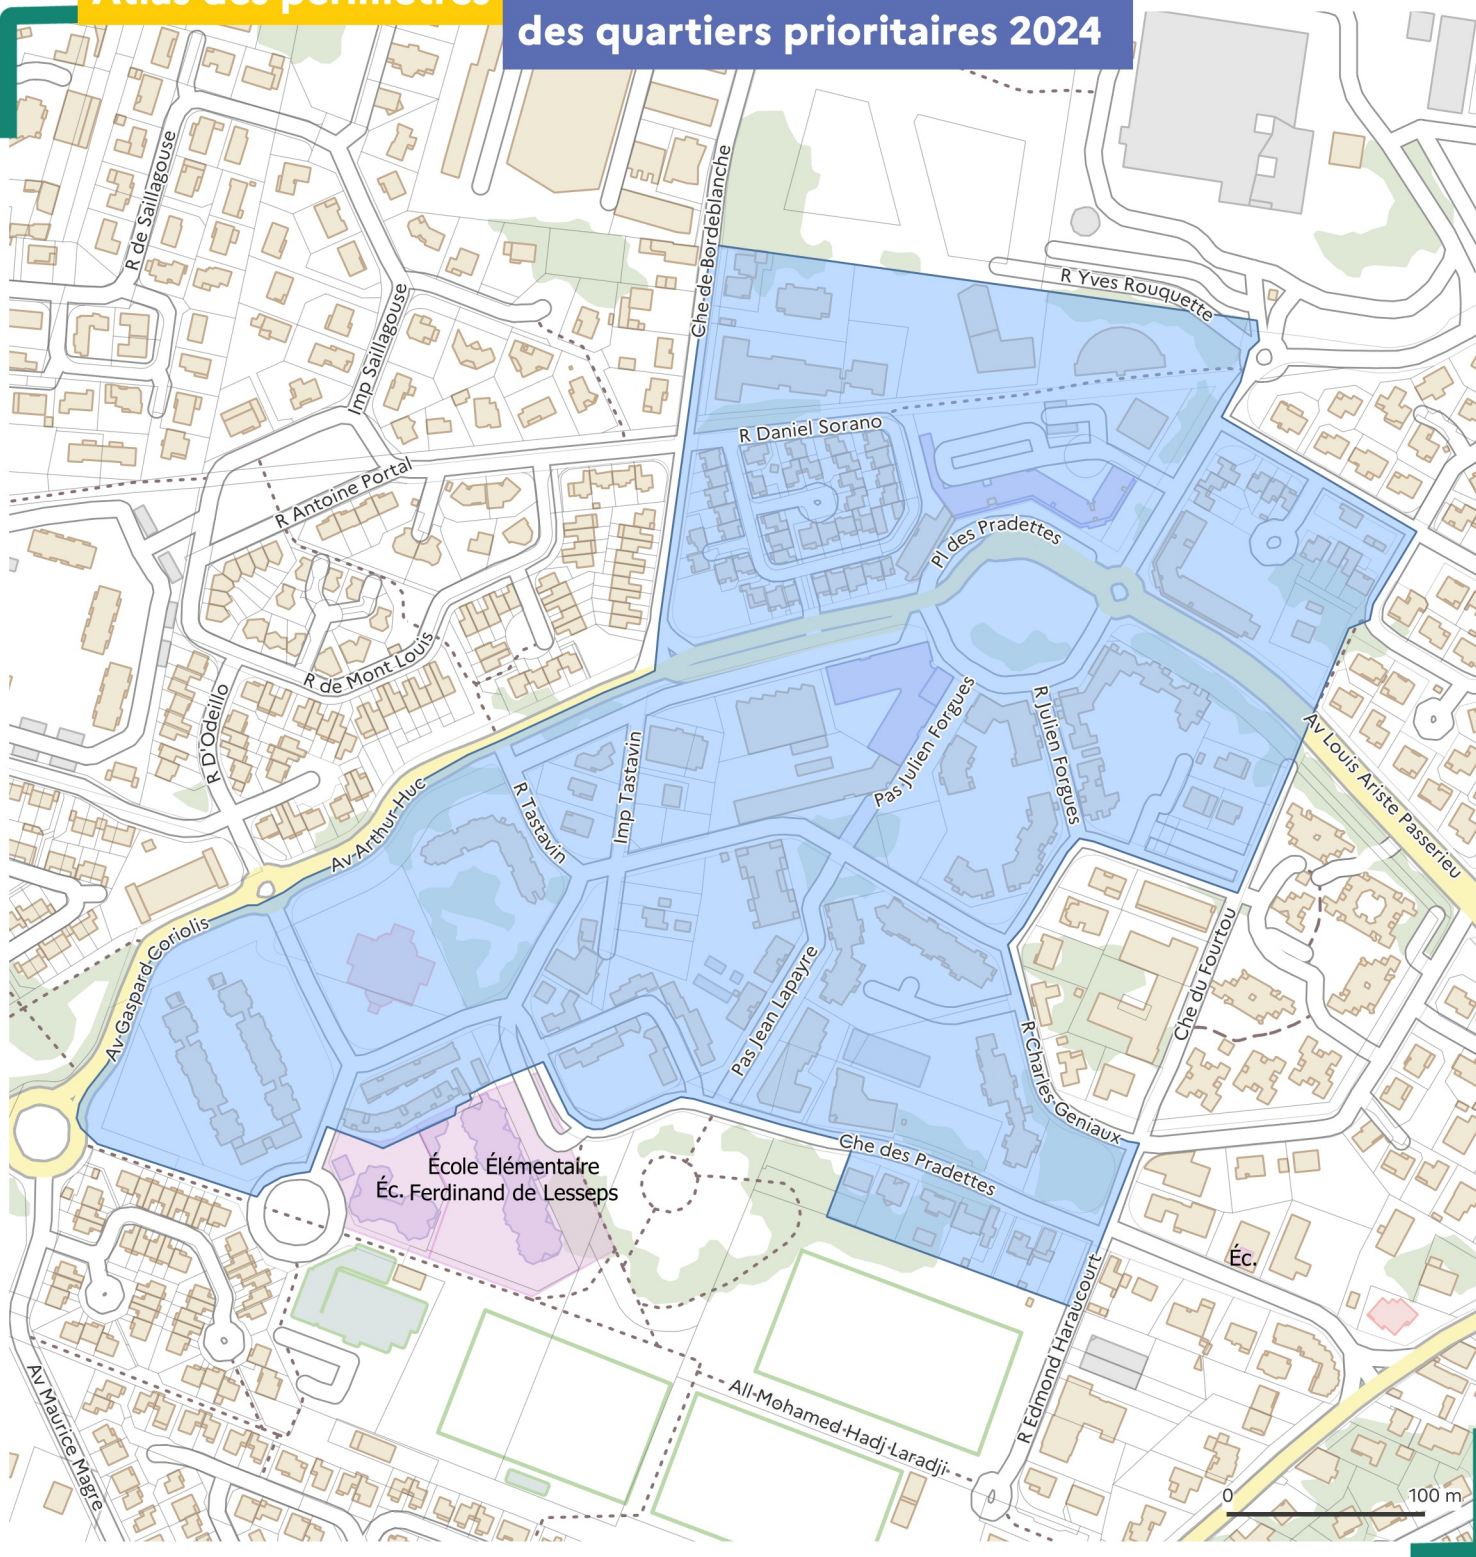 Atlas des périmètres
des quartiers prioritaires 2024
R de Saillagouse
Che de Bordeblanche
R Yves Rouquette
Imp Saillagouse
R Daniel Sorano
R Antoine Portal
Pl des Pradettes
R de Mont Louis
R D'Odeillo
R Julien Forgues
Pas Julien Forgues
Av Louis Ariste Passerieu
Imp Tastavin
R Tastavin
Av Arthur Huc
Av Gaspard Coriolis
Che du Fourtou
Pas Jean Lapayre
R Charles Geniaux
Che des Pradettes
École Élémentaire
Éc. Ferdinand de Lesseps
Éc.
R Edmond Haraucourt
Av Maurice Magre
All Mohamed Hadj Laradji
0 100 m